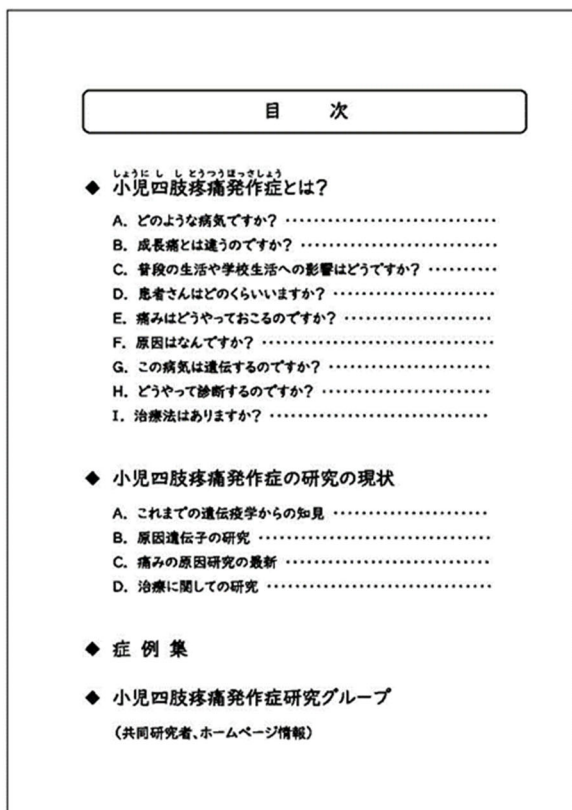 目　次
しょうにししとうつうほっさしょう
◆ 小児四肢疼痛発作症とは？
A. どのような病気ですか？ ································
B. 成長痛とは違うのですか？ ······························
C. 普段の生活や学校生活への影響はどうですか？ ··········
D. 患者さんはどのくらいいますか？ ·························
E. 痛みはどうやっておこるのですか？ ······················
F. 原因はなんですか？ ···································
G. この病気は遺伝するのですか？ ·························
H. どうやって診断するのですか？ ··························
I. 治療法はありますか？ ·································
◆ 小児四肢疼痛発作症の研究の現状
A. これまでの遺伝疫学からの知見 ························
B. 原因遺伝子の研究 ···································
C. 痛みの原因研究の最新 ·······························
D. 治療に関しての研究 ··································
◆ 症 例 集
◆ 小児四肢疼痛発作症研究グループ
（共同研究者、ホームページ情報）